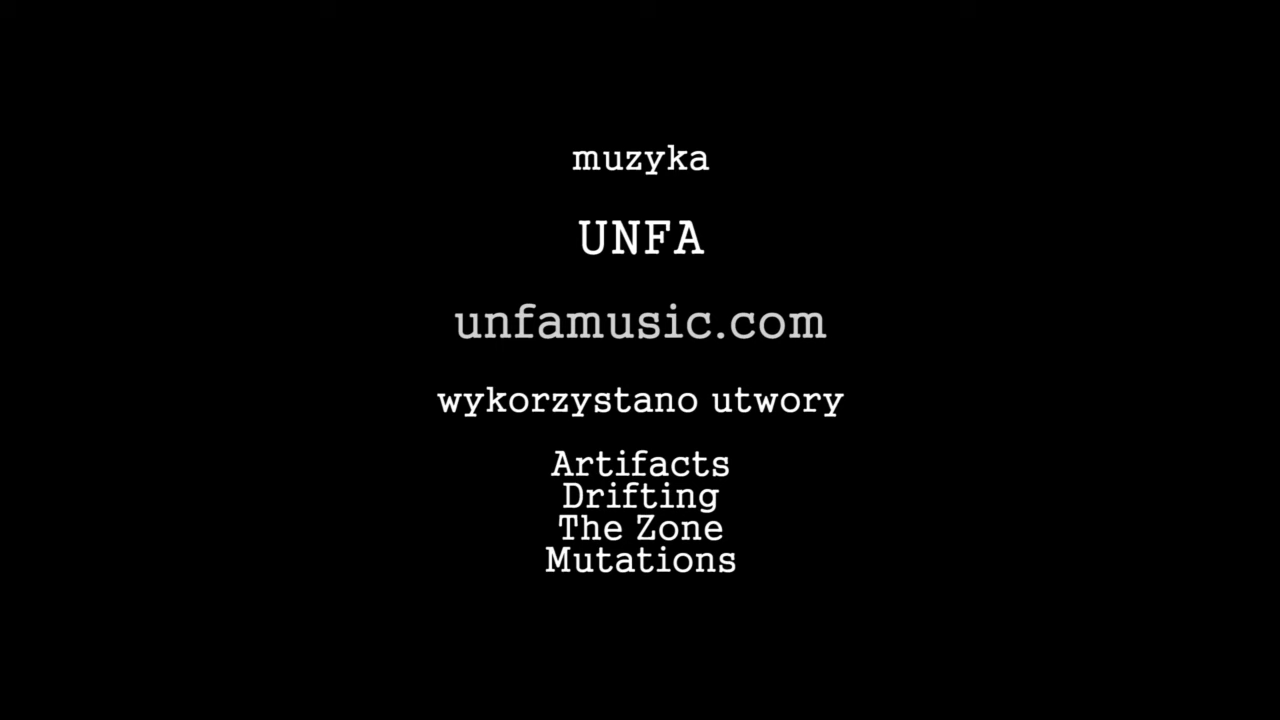 muzyka
UNFA
unfamusic.com
wykorzystano utwory
Artifacts
Drifting
The Zone
Mutations